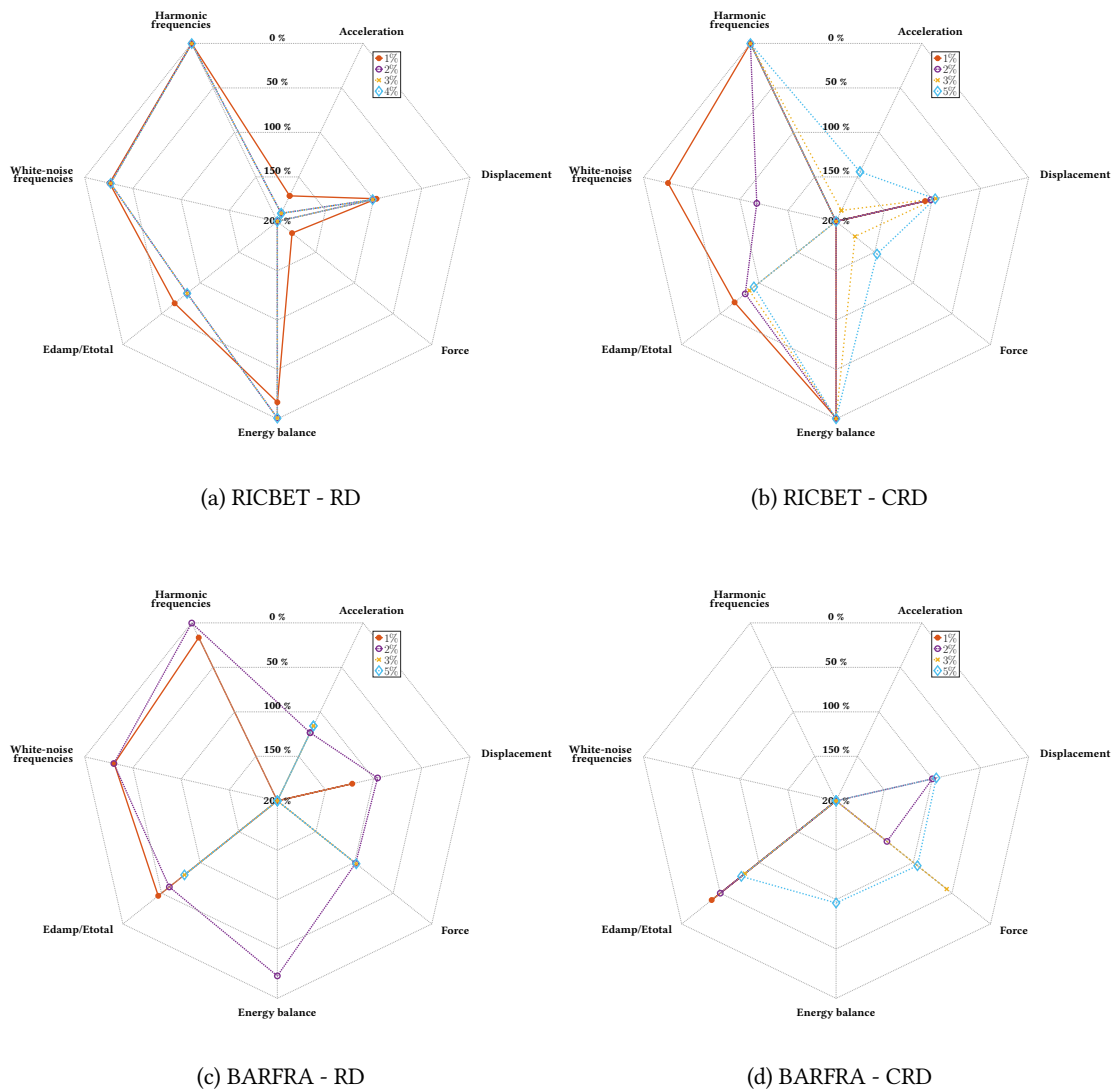 Harmonic
frequencies
Acceleration
0 %
50 %
100 %
150 %
Displacement
Force
Energy balance
Edamp/Etotal
White-noise
frequencies
1%
2%
3%
4%
(a) RICBET - RD
Harmonic
frequencies
Acceleration
0 %
50 %
100 %
150 %
Displacement
Force
Energy balance
Edamp/Etotal
White-noise
frequencies
1%
2%
3%
5%
(b) RICBET - CRD
Harmonic
frequencies
Acceleration
0 %
50 %
100 %
150 %
Displacement
Force
Energy balance
Edamp/Etotal
White-noise
frequencies
1%
2%
3%
5%
(c) BARFRA - RD
Harmonic
frequencies
Acceleration
0 %
50 %
100 %
150 %
Displacement
Force
Energy balance
Edamp/Etotal
White-noise
frequencies
1%
2%
3%
5%
(d) BARFRA - CRD